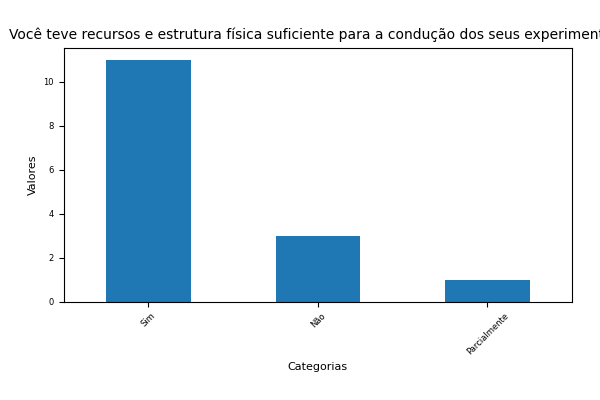 Você teve recursos e estrutura física suficiente para a condução dos seus experiment
10
8
6
4
2
0
Valores
Sim
Não
Parcialmente
Categorias